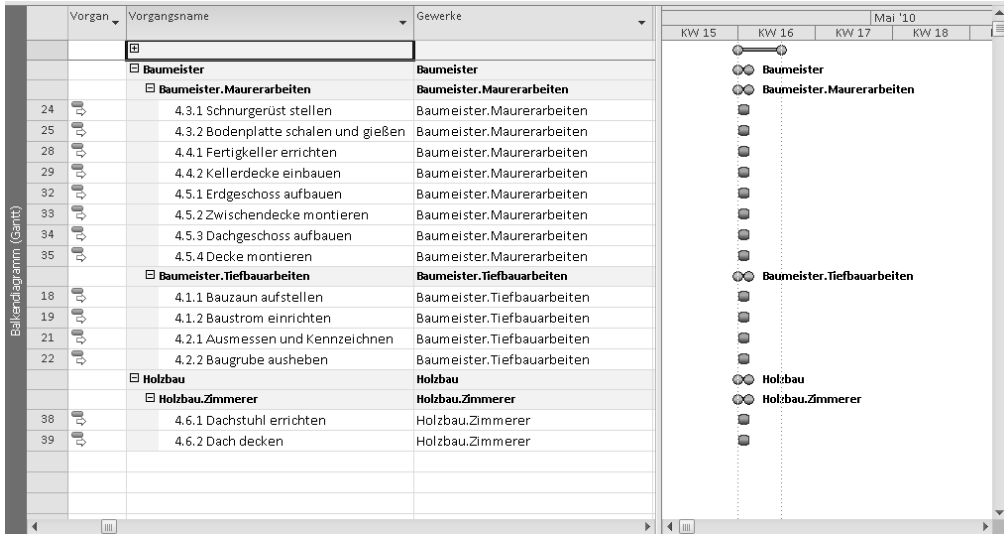 Vorgan Vorgangsname Gewerke Mai '10
KW 15 KW 16 KW 17 KW 18
Baumeister Baumeister Baumeister
Baumeister.Maurerarbeiten Baumeister.Maurerarbeiten Baumeister.Maurerarbeiten
24 4.3.1 Schnurgerüst stellen Baumeister.Maurerarbeiten
25 4.3.2 Bodenplatte schalen und gießen Baumeister.Maurerarbeiten
28 4.4.1 Fertigkeller errichten Baumeister.Maurerarbeiten
29 4.4.2 Kellerdecke einbauen Baumeister.Maurerarbeiten
32 4.5.1 Erdgeschoss aufbauen Baumeister.Maurerarbeiten
33 4.5.2 Zwischendecke montieren Baumeister.Maurerarbeiten
34 4.5.3 Dachgeschoss aufbauen Baumeister.Maurerarbeiten
35 4.5.4 Decke montieren Baumeister.Maurerarbeiten
Baumeister.Tiefbauarbeiten Baumeister.Tiefbauarbeiten Baumeister.Tiefbauarbeiten
18 4.1.1 Bauzaun aufstellen Baumeister.Tiefbauarbeiten
19 4.1.2 Baustrom einrichten Baumeister.Tiefbauarbeiten
21 4.2.1 Ausmessen und Kennzeichnen Baumeister.Tiefbauarbeiten
22 4.2.2 Baugrube ausheben Baumeister.Tiefbauarbeiten
Holzbau Holzbau Holzbau
Holzbau.Zimmerer Holzbau.Zimmerer Holzbau.Zimmerer
38 4.6.1 Dachstuhl errichten Holzbau.Zimmerer
39 4.6.2 Dach decken Holzbau.Zimmerer
Balkendiagramm (Gantt)